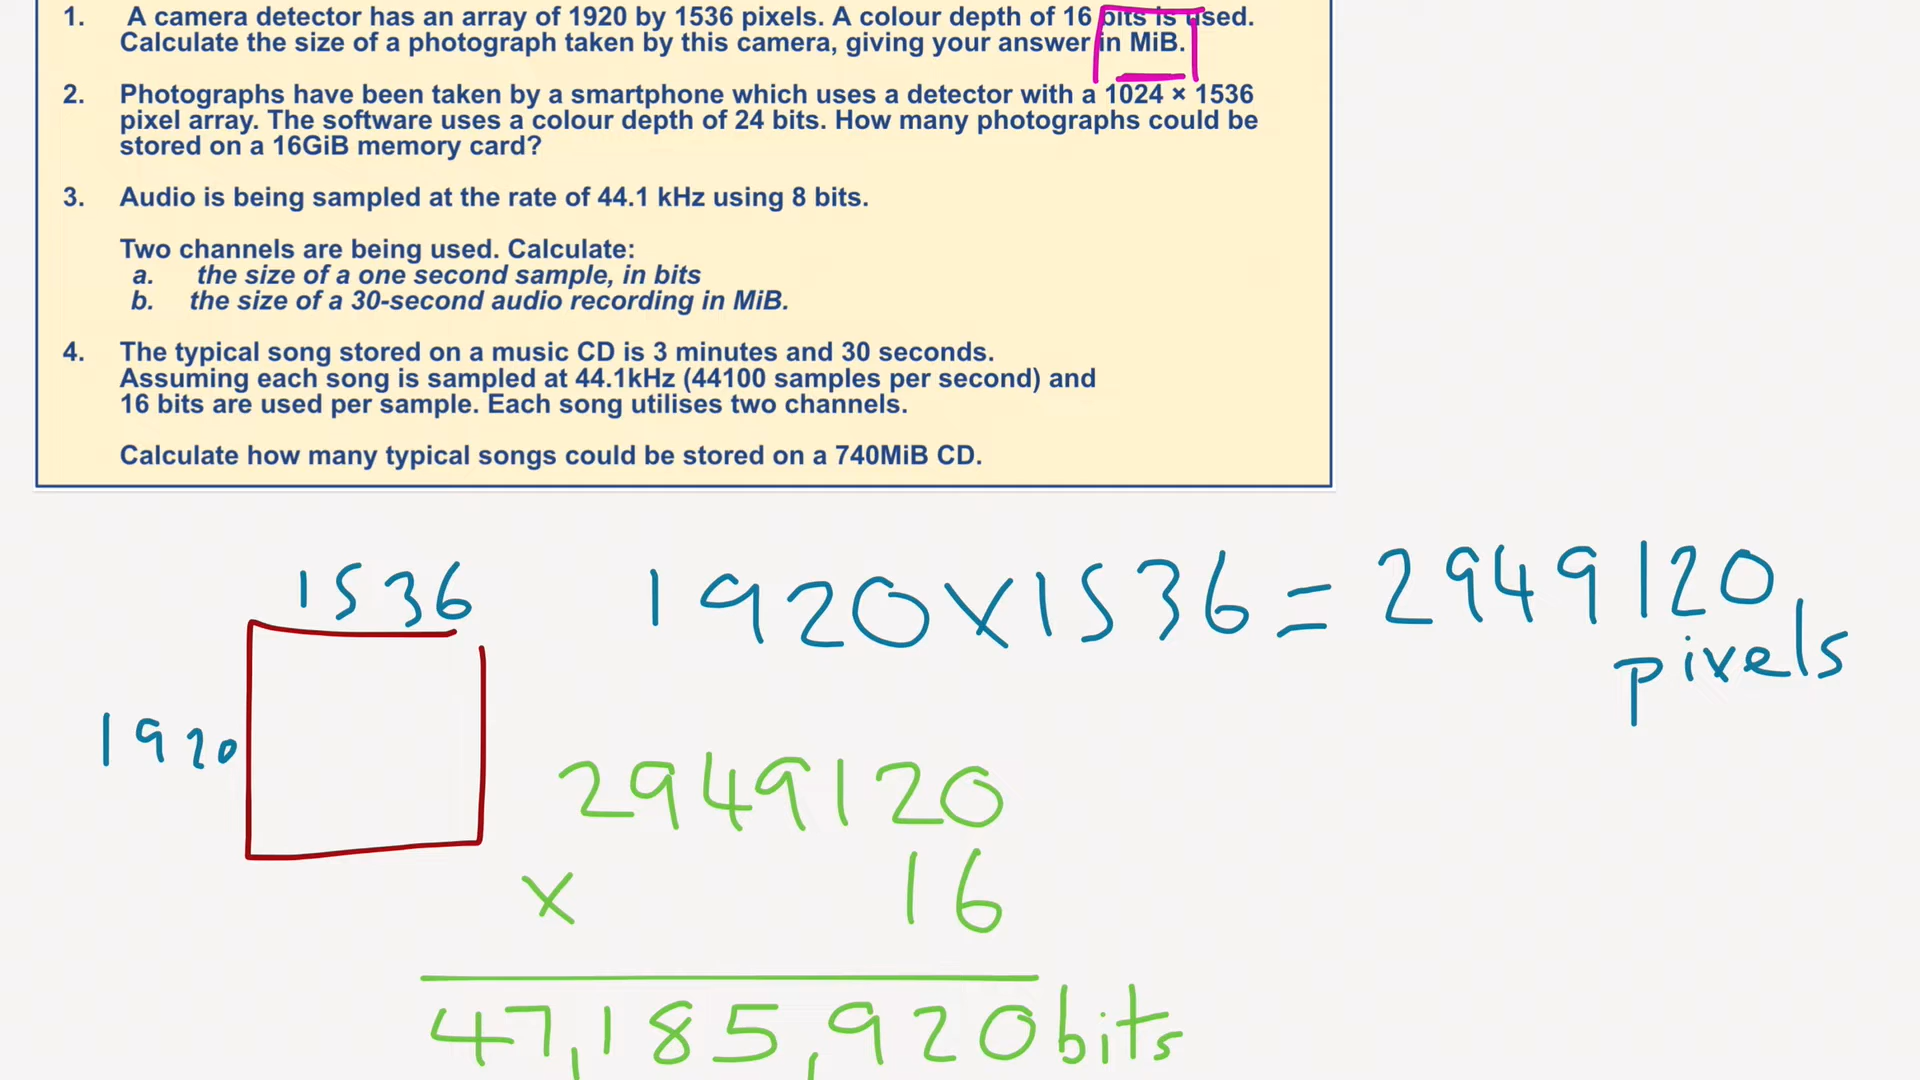 1. A camera detector has an array of 1920 by 1536 pixels. A colour depth of 16 bits is used.
Calculate the size of a photograph taken by this camera, giving your answer in MiB.
2. Photographs have been taken by a smartphone which uses a detector with a 1024 × 1536
pixel array. The software uses a colour depth of 24 bits. How many photographs could be
stored on a 16GiB memory card?
3. Audio is being sampled at the rate of 44.1 kHz using 8 bits.
Two channels are being used. Calculate:
a. the size of a one second sample, in bits
b. the size of a 30-second audio recording in MiB.
4. The typical song stored on a music CD is 3 minutes and 30 seconds.
Assuming each song is sampled at 44.1kHz (44100 samples per second) and
16 bits are used per sample. Each song utilises two channels.
Calculate how many typical songs could be stored on a 740MiB CD.
1536
1920
1920x1536=2949120
pixels
2949120
x 16
47,185,920bits